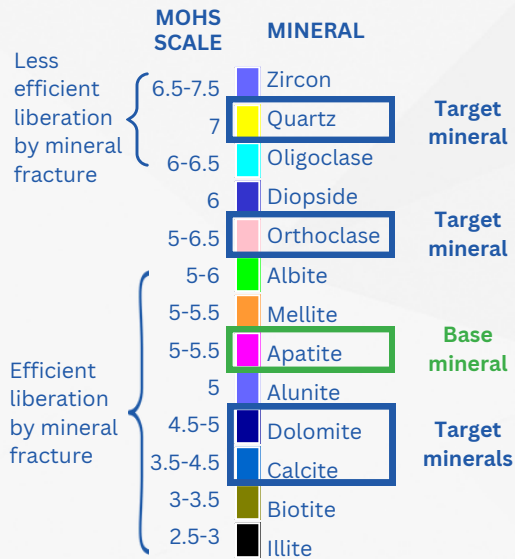 MOHS
SCALE
MINERAL
Less
efficient
liberation
by mineral
fracture
6.5-7.5 Zircon
7 Quartz
Target
mineral
6-6.5 Oligoclase
6 Diopside
5-6.5 Orthoclase
Target
mineral
5-6 Albite
5-5.5 Mellite
5-5.5 Apatite
Base
mineral
Efficient
liberation
by mineral
fracture
5 Alunite
4.5-5 Dolomite
3.5-4.5 Calcite
Target
minerals
3-3.5 Biotite
2.5-3 Illite